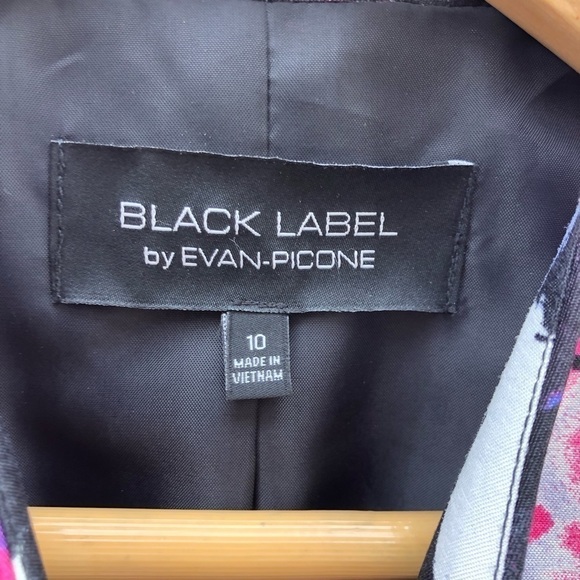 BLACK LABEL
by EVAN-PICONE
10
MADE IN
VIETNAM